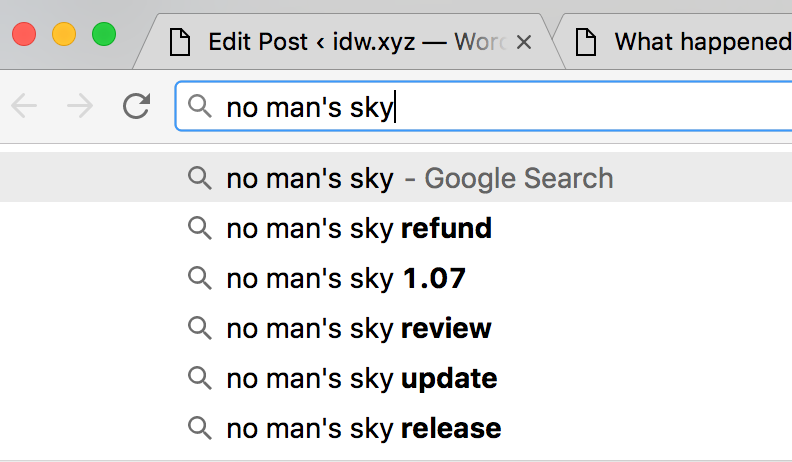 Edit Post ‹ idw.xyz — Word
What happened
no man's sky
no man's sky - Google Search
no man's sky refund
no man's sky 1.07
no man's sky review
no man's sky update
no man's sky release